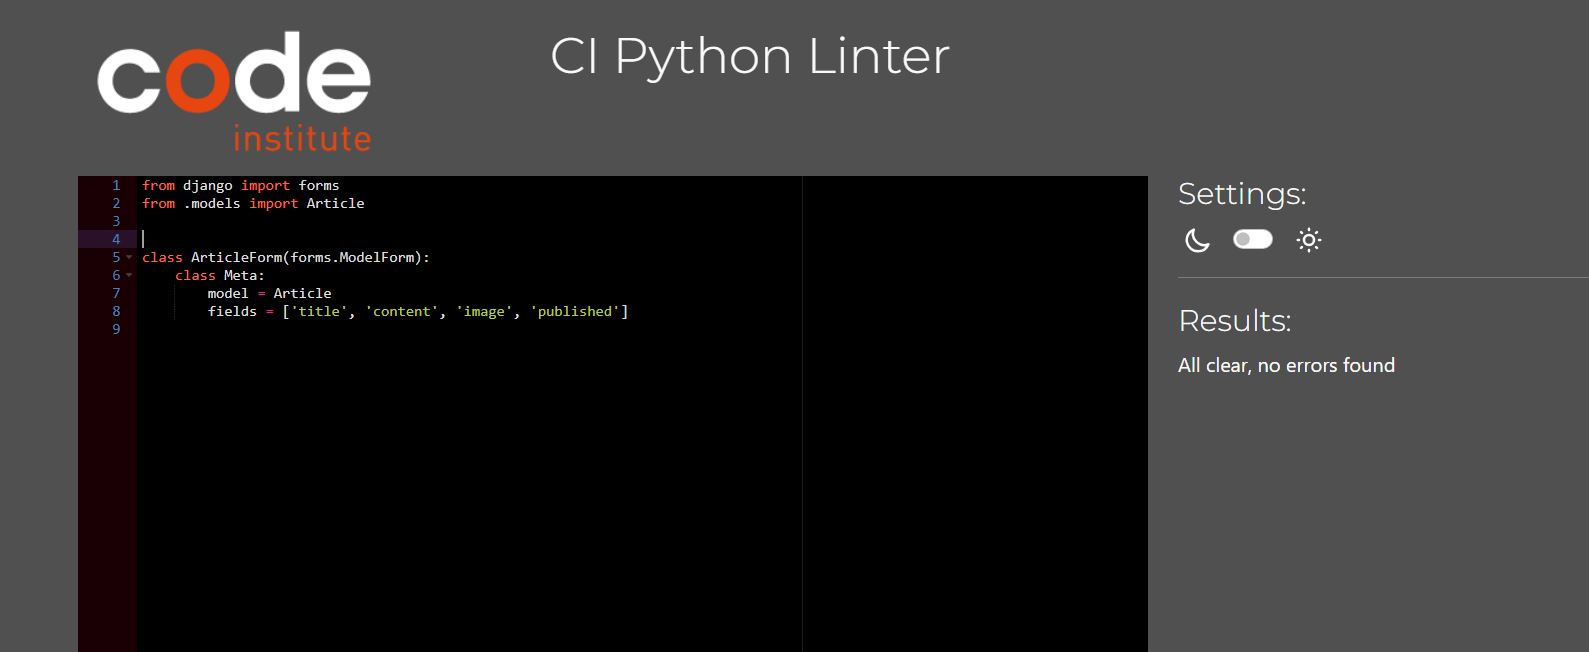 code
institute
CI Python Linter
1 from django import forms
2 from .models import Article
3
4
5 class ArticleForm(forms.ModelForm):
6     class Meta:
7         model = Article
8         fields = ['title', 'content', 'image', 'published']
9
Settings:
Results:
All clear, no errors found